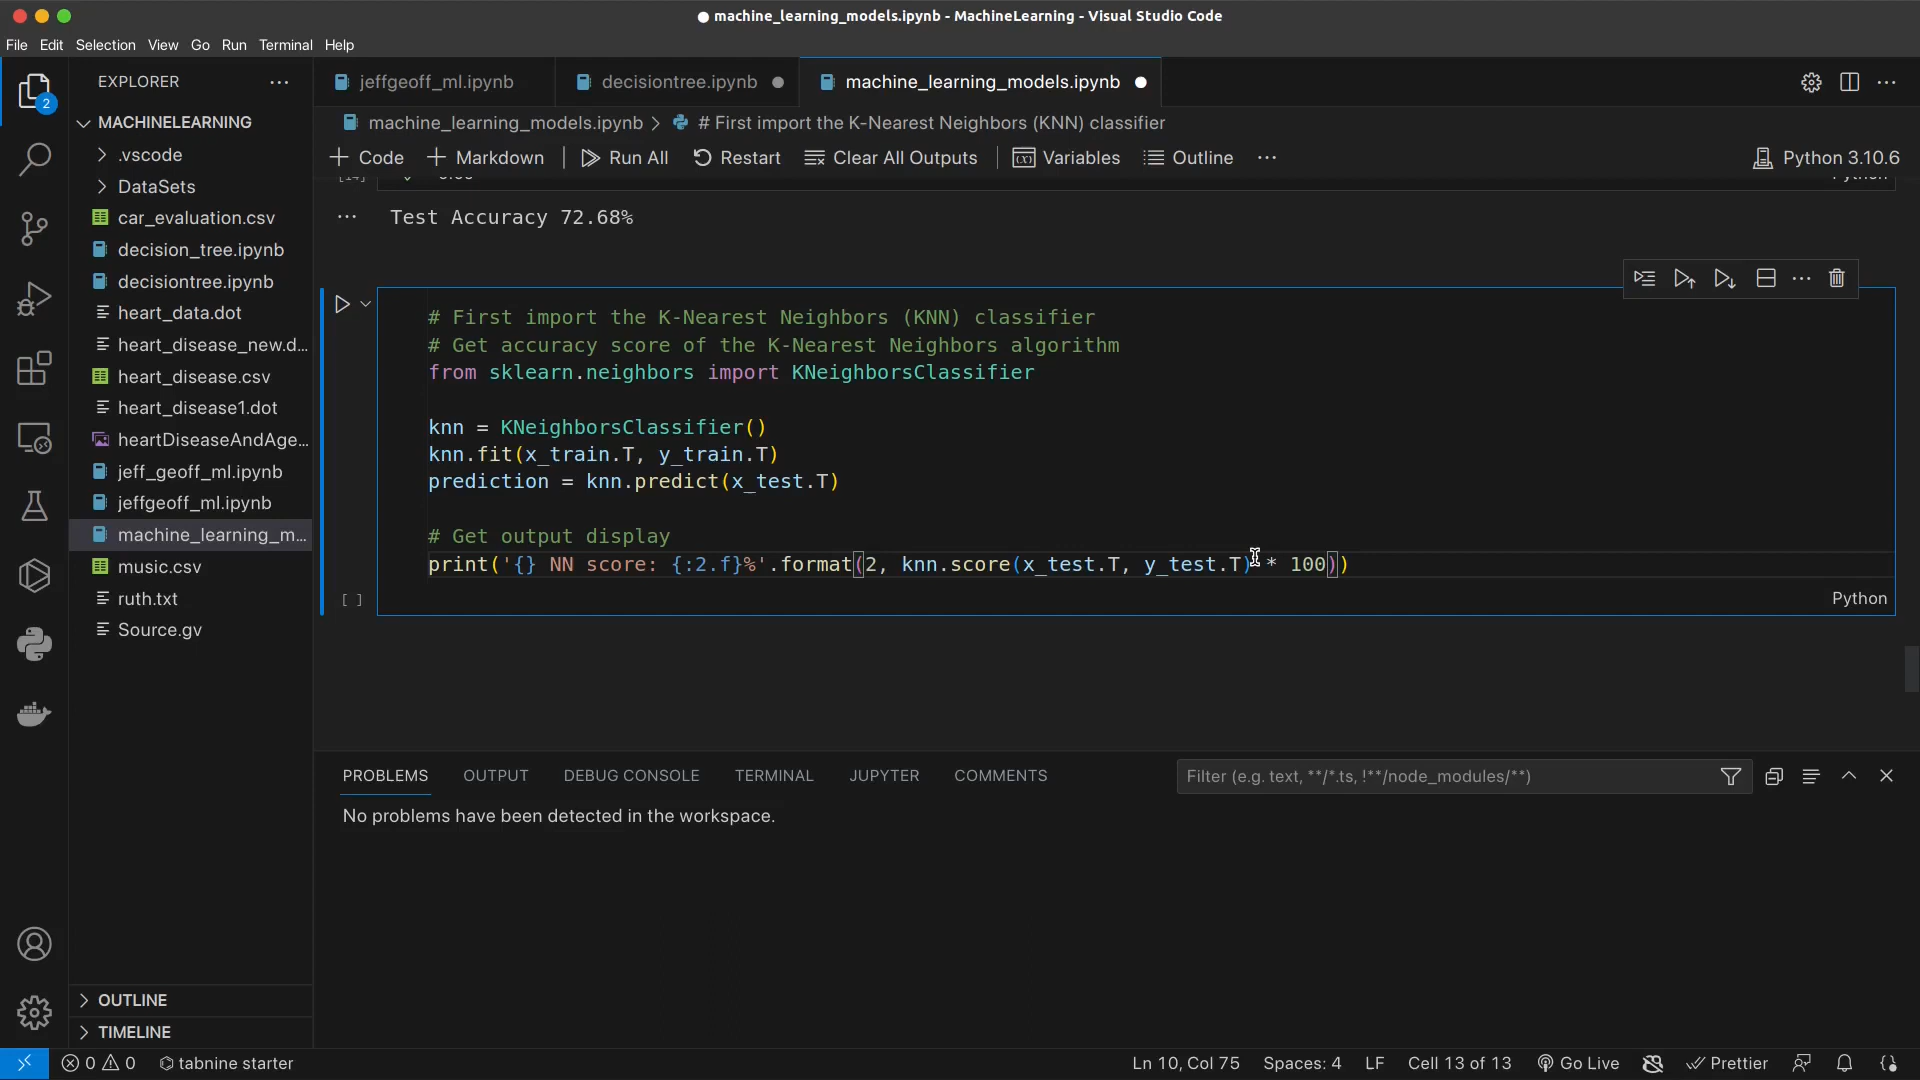 machine_learning_models.ipynb - MachineLearning - Visual Studio Code
File Edit Selection View Go Run Terminal Help
EXPLORER
MACHINELEARNING
.vscode
DataSets
car_evaluation.csv
decision_tree.ipynb
decisiontree.ipynb
heart_data.dot
heart_disease_new.d...
heart_disease.csv
heart_disease1.dot
heartDiseaseAndAge...
jeff_geoff_ml.ipynb
jeffgeoff_ml.ipynb
machine_learning_m...
music.csv
ruth.txt
Source.gv
OUTLINE
TIMELINE
2
jeffgeoff_ml.ipynb decisiontree.ipynb machine_learning_models.ipynb
machine_learning_models.ipynb > # First import the K-Nearest Neighbors (KNN) classifier
+ Code + Markdown Run All Restart Clear All Outputs Variables Outline ... Python 3.10.6
... Test Accuracy 72.68%
# First import the K-Nearest Neighbors (KNN) classifier
# Get accuracy score of the K-Nearest Neighbors algorithm
from sklearn.neighbors import KNeighborsClassifier
knn = KNeighborsClassifier()
knn.fit(x_train.T, y_train.T)
prediction = knn.predict(x_test.T)
# Get output display
print('{} NN score: {:2.f}%'.format(2, knn.score(x_test.T, y_test.T) * 100))
[ ] Python
PROBLEMS OUTPUT DEBUG CONSOLE TERMINAL JUPYTER COMMENTS Filter (e.g. text, **/*.ts, !**/node_modules/**)
No problems have been detected in the workspace.
0 0 tabnine starter Ln 10, Col 75 Spaces: 4 LF Cell 13 of 13 Go Live Prettier